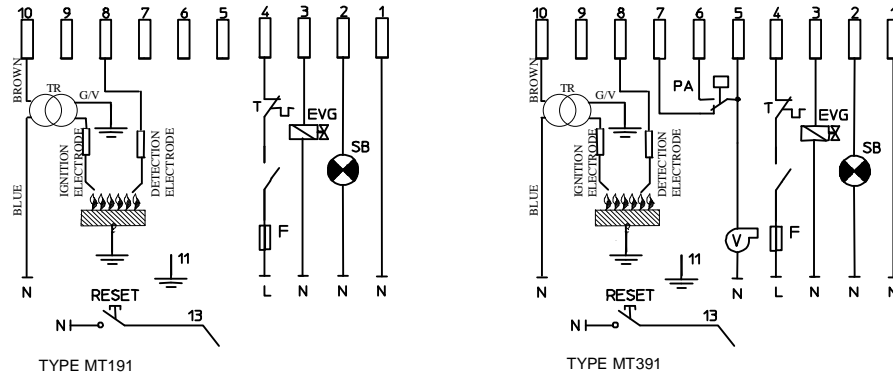 10 9 8 7 6 5 4 3 2 1
BROWN
TR
G/V
T
EVG
IGNITION
ELECTRODE
DETECTION
ELECTRODE
SB
BLUE
F
11
N L N N N
RESET
N 13
TYPE MT191
10 9 8 7 6 5 4 3 2 1
BROWN
TR
G/V
PA
T
EVG
IGNITION
ELECTRODE
DETECTION
ELECTRODE
SB
BLUE
V
F
11
N N L N N N
RESET
N 13
TYPE MT391